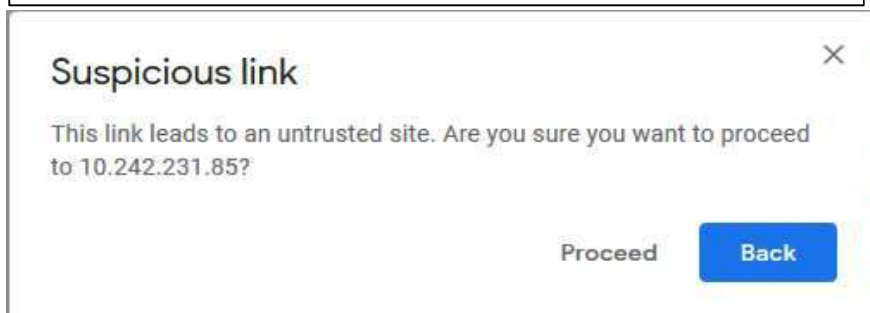 Suspicious link
This link leads to an untrusted site. Are you sure you want to proceed
to 10.242.231.85?
Proceed Back